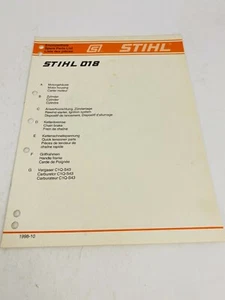 STIHL
STIHL 018
A Motorgehäuse
Motor housing
Carter moteur
B Zylinder
Cylinder
Cylindre
C Anwerfvorrichtung, Zündanlage
Rewind starter, Ignition system
Dispositif de lancement, Dispositif d'allumage
D Kettenbremse
Chain brake
Frein de chaîne
E Kettenschnellspannung
Quick tensioner parts
Pièces de tendeur de
chaîne rapide
F Griffrahmen
Handle frame
Cadre de Poignée
G Vergaser C1Q-S43
Carburetor C1Q-S43
Carburateur C1Q-S43
1998-10